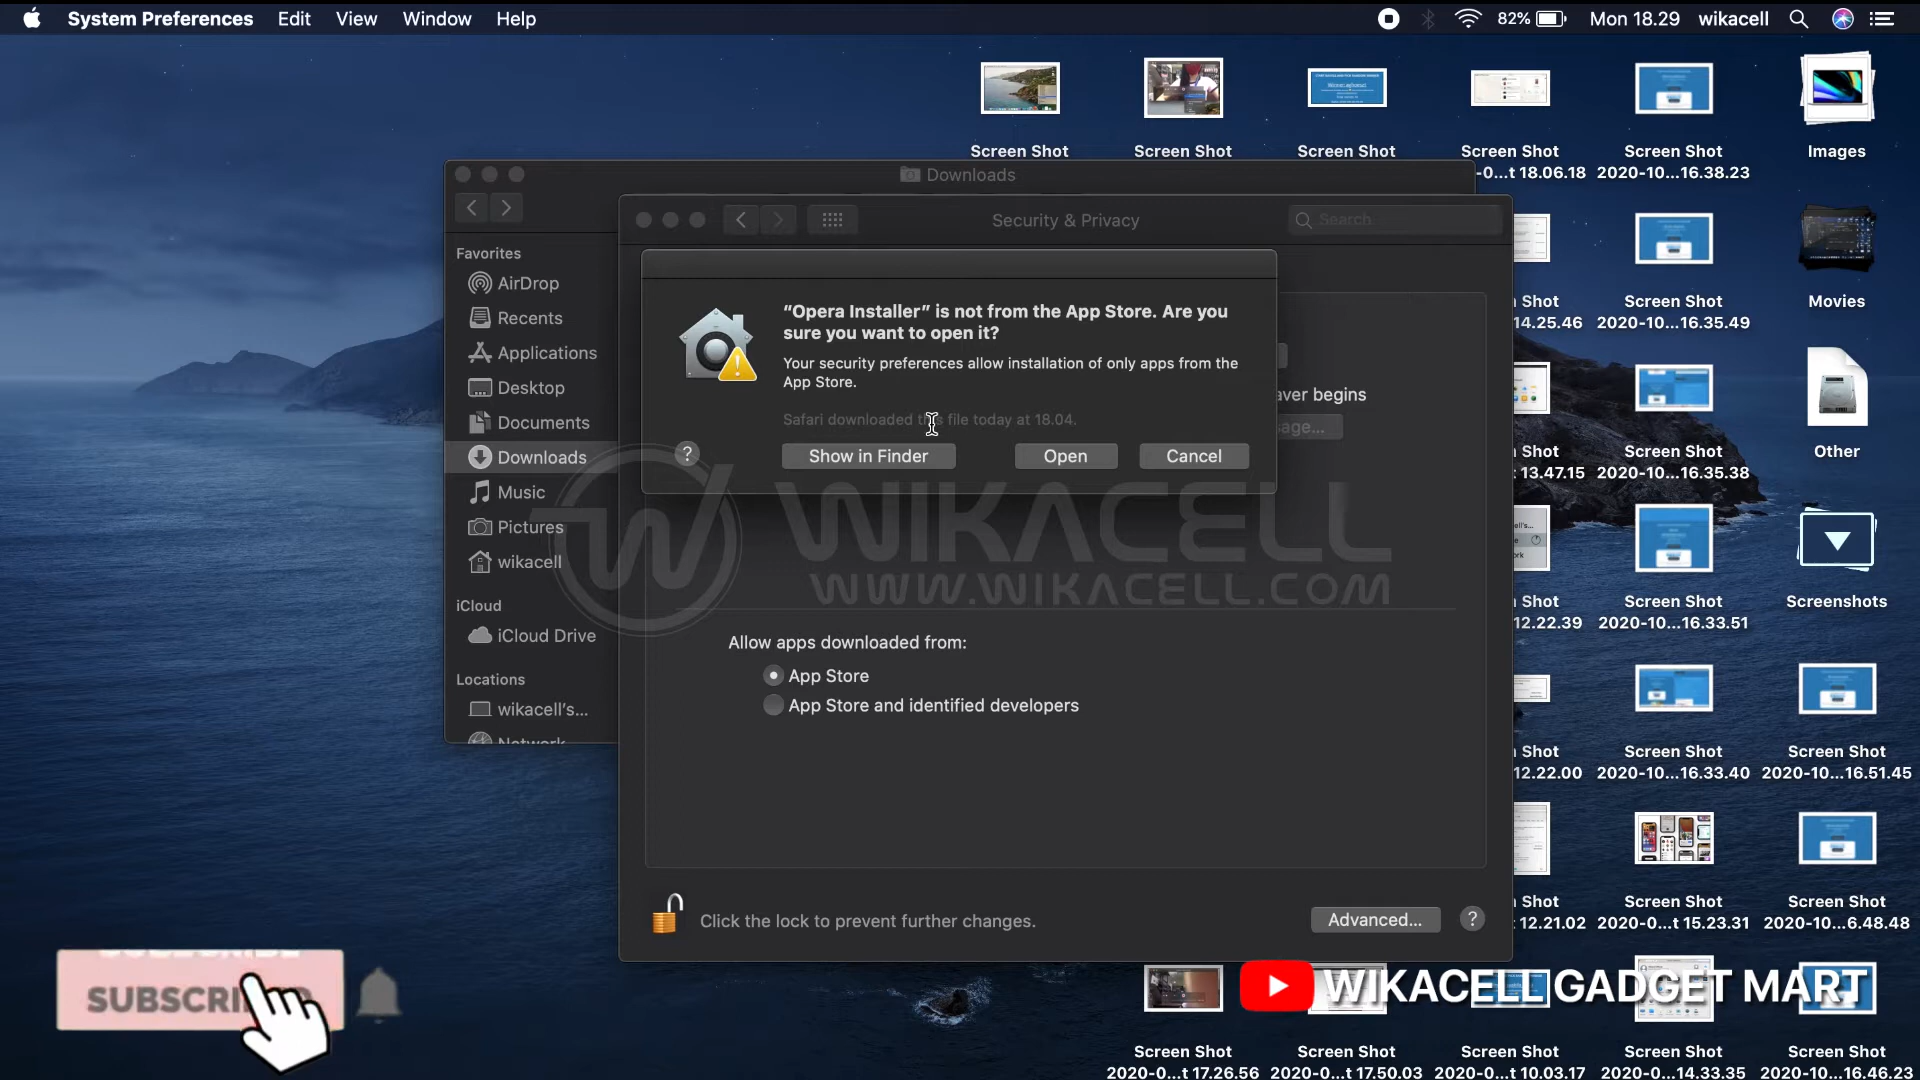 System Preferences Edit View Window Help
82% Mon 18.29 wikacell
Screen Shot
Screen Shot
Screen Shot
Screen Shot
-0...t 18.06.18
Screen Shot
2020-10...16.38.23
Images
Downloads
Security & Privacy
Search
Favorites
AirDrop
Recents
Applications
Desktop
Documents
Downloads
Music
Pictures
wikacell
iCloud
iCloud Drive
Locations
wikacell's...
Network
"Opera Installer" is not from the App Store. Are you
sure you want to open it?
Your security preferences allow installation of only apps from the
App Store.
Safari downloaded this file today at 18.04.
? Show in Finder Open Cancel
aver begins
age...
WIKACELL
WWW.WIKACELL.COM
Allow apps downloaded from:
App Store
App Store and identified developers
Click the lock to prevent further changes.
Advanced... ?
Shot
14.25.46
Screen Shot
2020-10...16.35.49
Movies
Shot
13.47.15
Screen Shot
2020-10...16.35.38
Other
Shot
12.22.39
Screen Shot
2020-10...16.33.51
Screenshots
Shot
12.22.00
Screen Shot
2020-10...16.33.40
Screen Shot
2020-10...16.51.45
Shot
12.21.02
Screen Shot
2020-0...t 15.23.31
Screen Shot
2020-10...6.48.48
SUBSCRI
WIKACELL GADGET MART
Screen Shot
2020-0...t 17.26.56
Screen Shot
2020-0...t 17.50.03
Screen Shot
2020-0...t 10.03.17
Screen Shot
2020-0...14.33.35
Screen Shot
2020-10...16.46.23